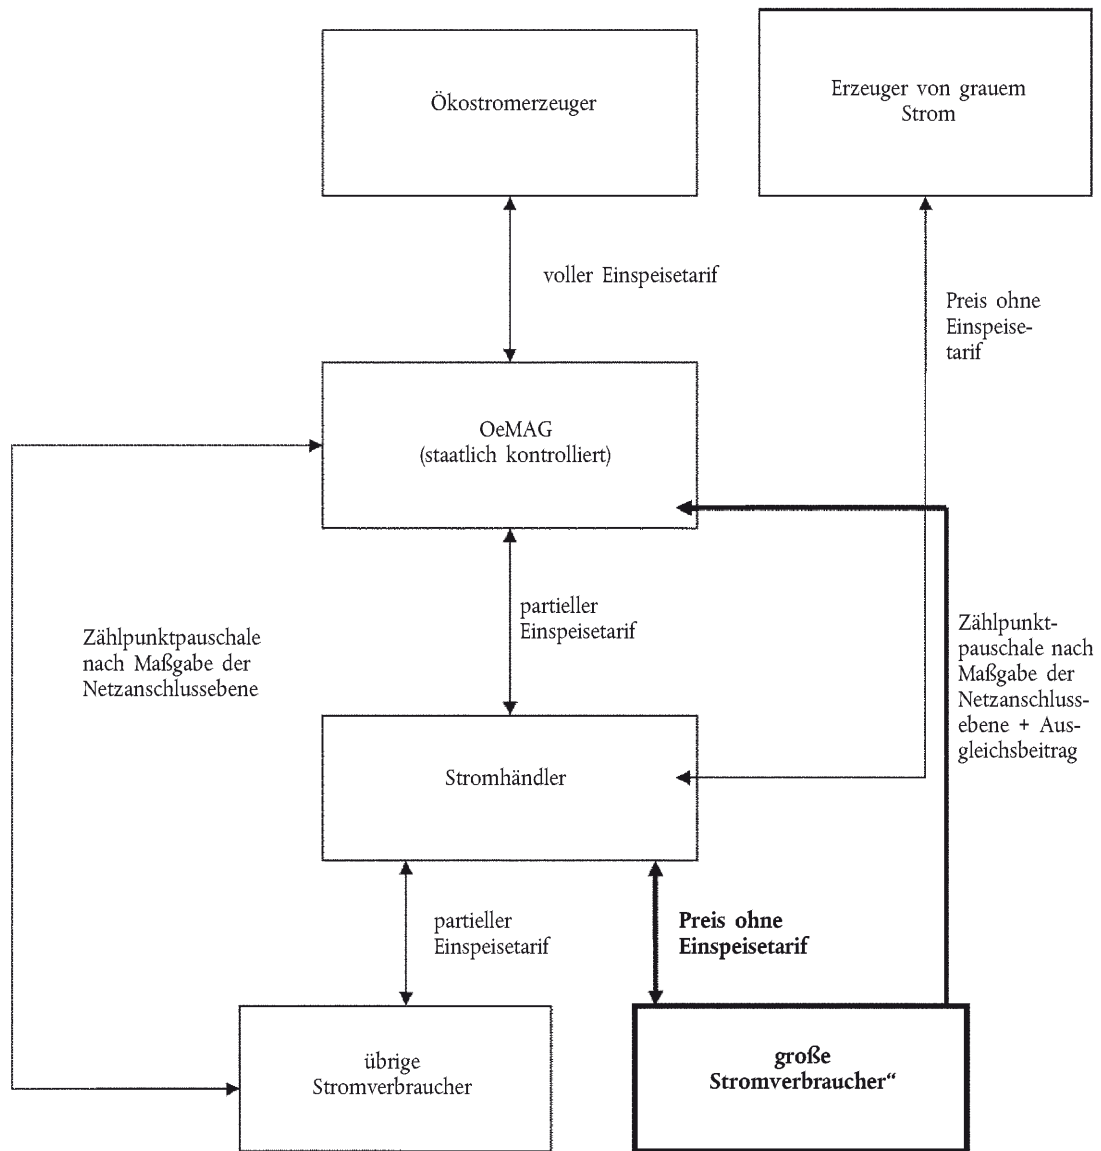 Ökostromerzeuger
Erzeuger von grauem
Strom
voller Einspeisetarif
Preis ohne
Einspeise-
tarif
OeMAG
(staatlich kontrolliert)
partieller
Einspeisetarif
Zählpunktpauschale
nach Maßgabe der
Netzanschlussebene
Zählpunkt-
pauschale nach
Maßgabe der
Netzanschluss-
ebene + Aus-
gleichsbeitrag
Stromhändler
partieller
Einspeisetarif
Preis ohne
Einspeisetarif
übrige
Stromverbraucher
große
Stromverbraucher“